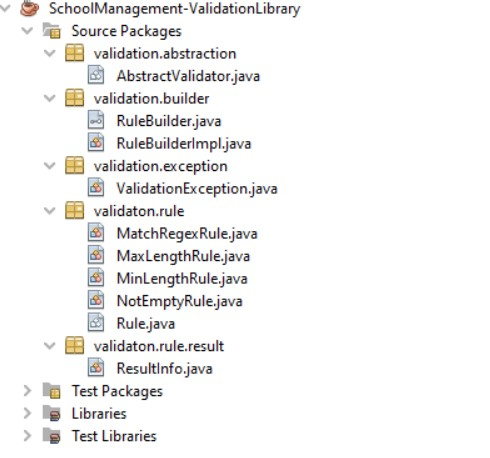 SchoolManagement-ValidationLibrary
Source Packages
validation.abstraction
AbstractValidator.java
validation.builder
RuleBuilder.java
RuleBuilderImpl.java
validation.exception
ValidationException.java
validaton.rule
MatchRegexRule.java
MaxLengthRule.java
MinLengthRule.java
NotEmptyRule.java
Rule.java
validaton.rule.result
ResultInfo.java
Test Packages
Libraries
Test Libraries